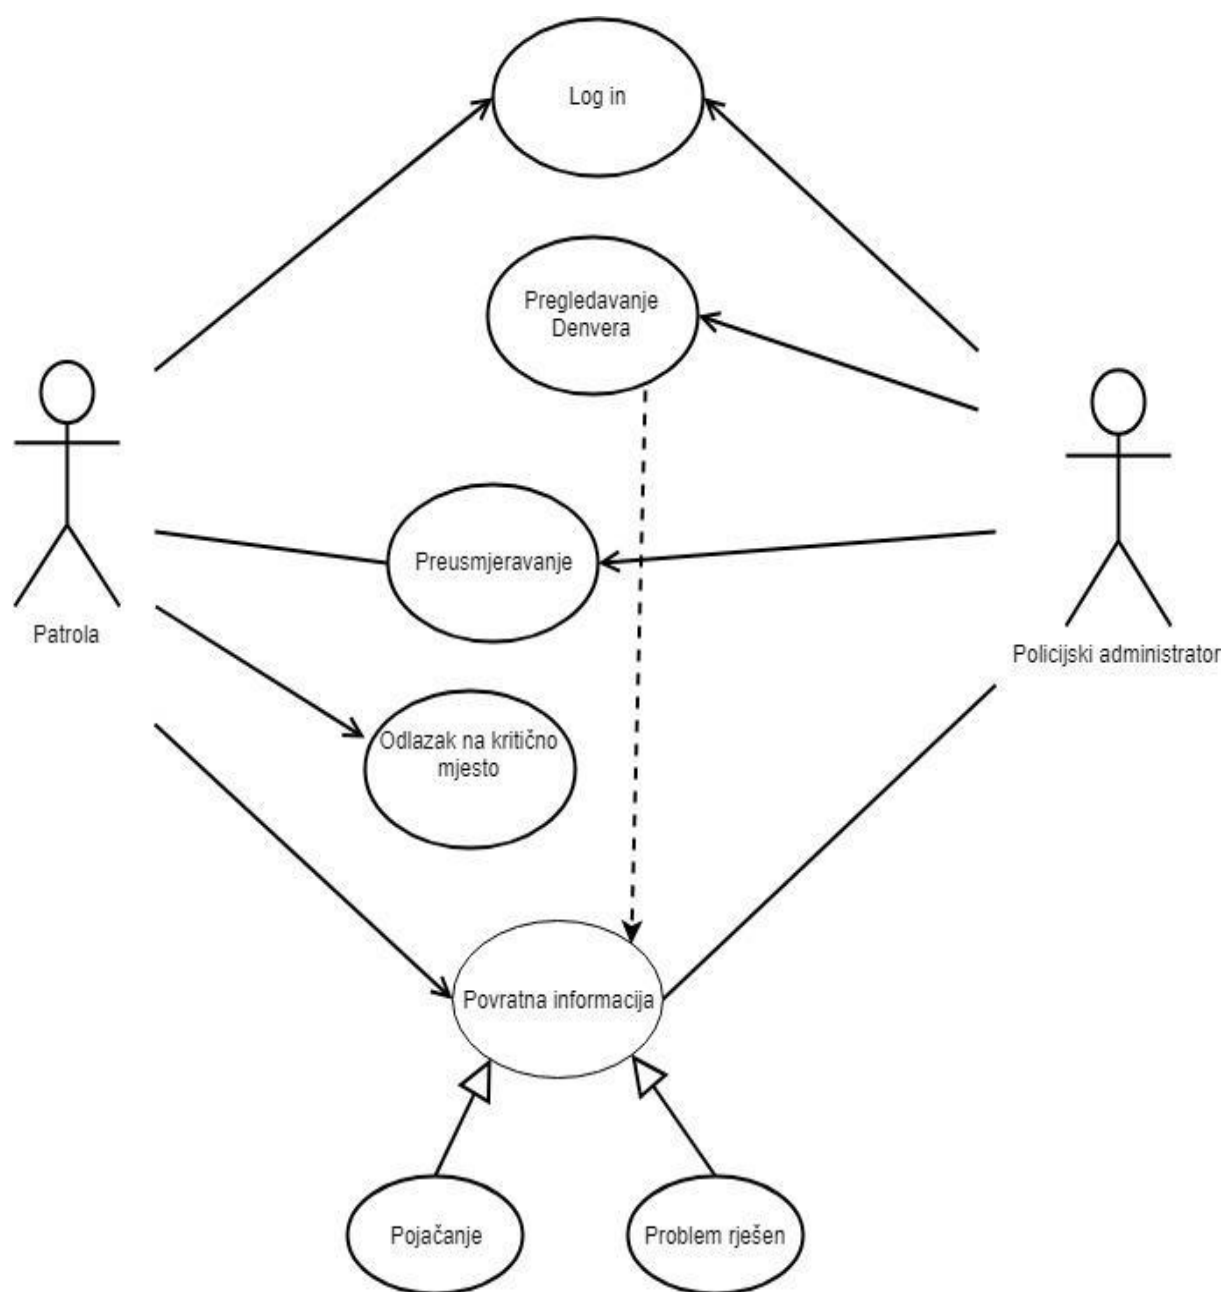 Log in
Pregledavanje
Denvera
Preusmjeravanje
Patrola
Policijski administrator
Odlazak na kritično
mjesto
Povratna informacija
Pojačanje
Problem rješen